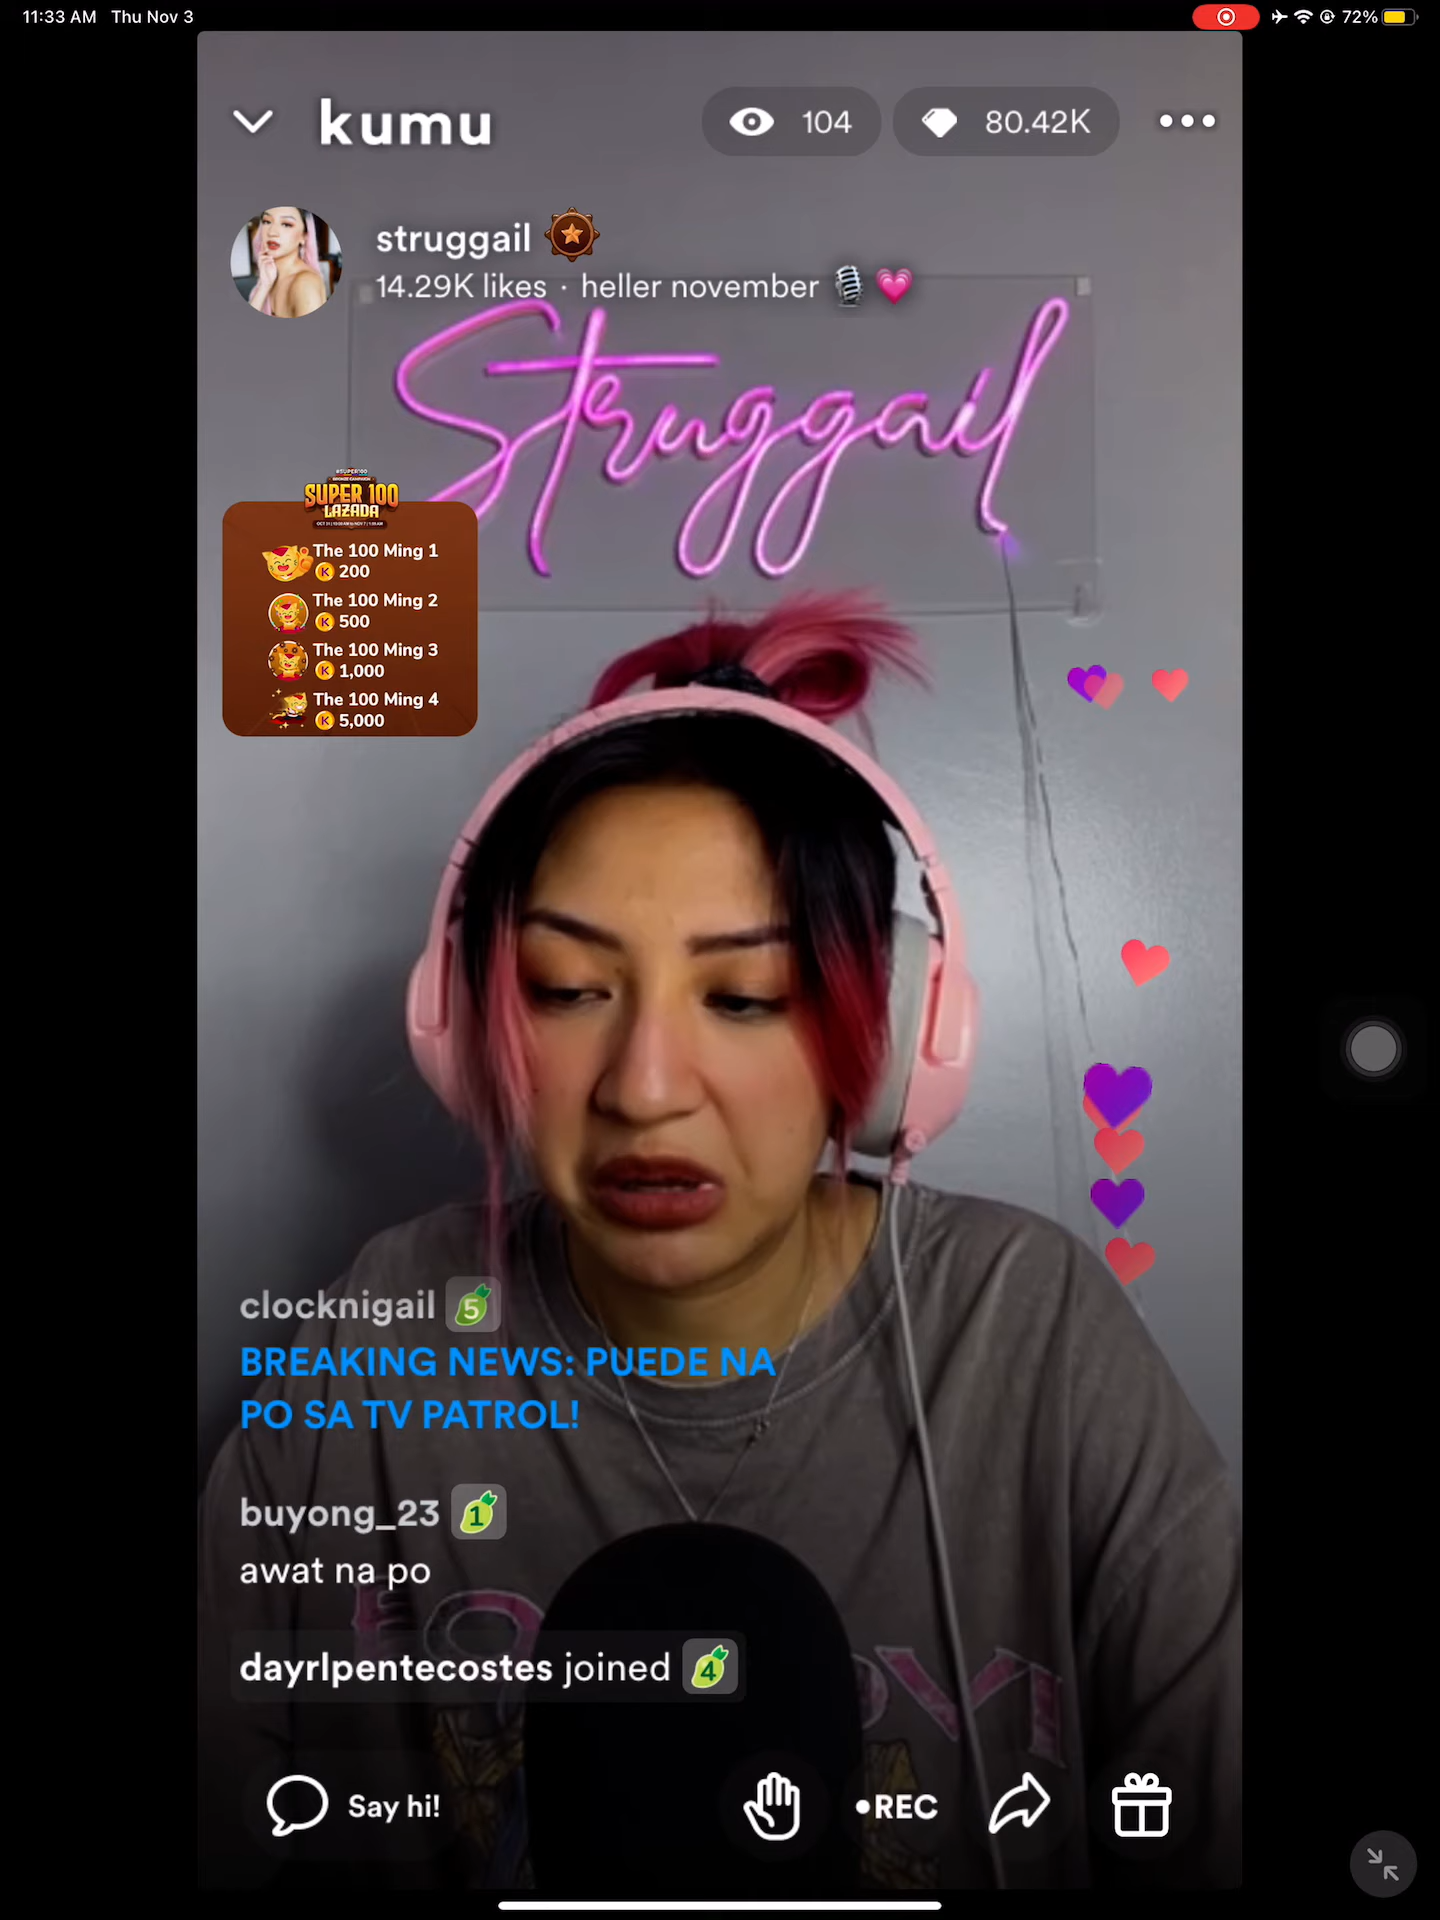 11:33 AM Thu Nov 3
72%
kumu
104
80.42K
struggail
14.29K likes · heller november 🎙️💗
Struggail
#SUPER100
BRONZE CAMPAIGN
SUPER 100
LAZADA
The 100 Ming 1
K 200
The 100 Ming 2
K 500
The 100 Ming 3
K 1,000
The 100 Ming 4
K 5,000
clocknigail 5
BREAKING NEWS: PUEDE NA
PO SA TV PATROL!
buyong_23 1
awat na po
dayrlpentecostes joined 4
Say hi!
•REC